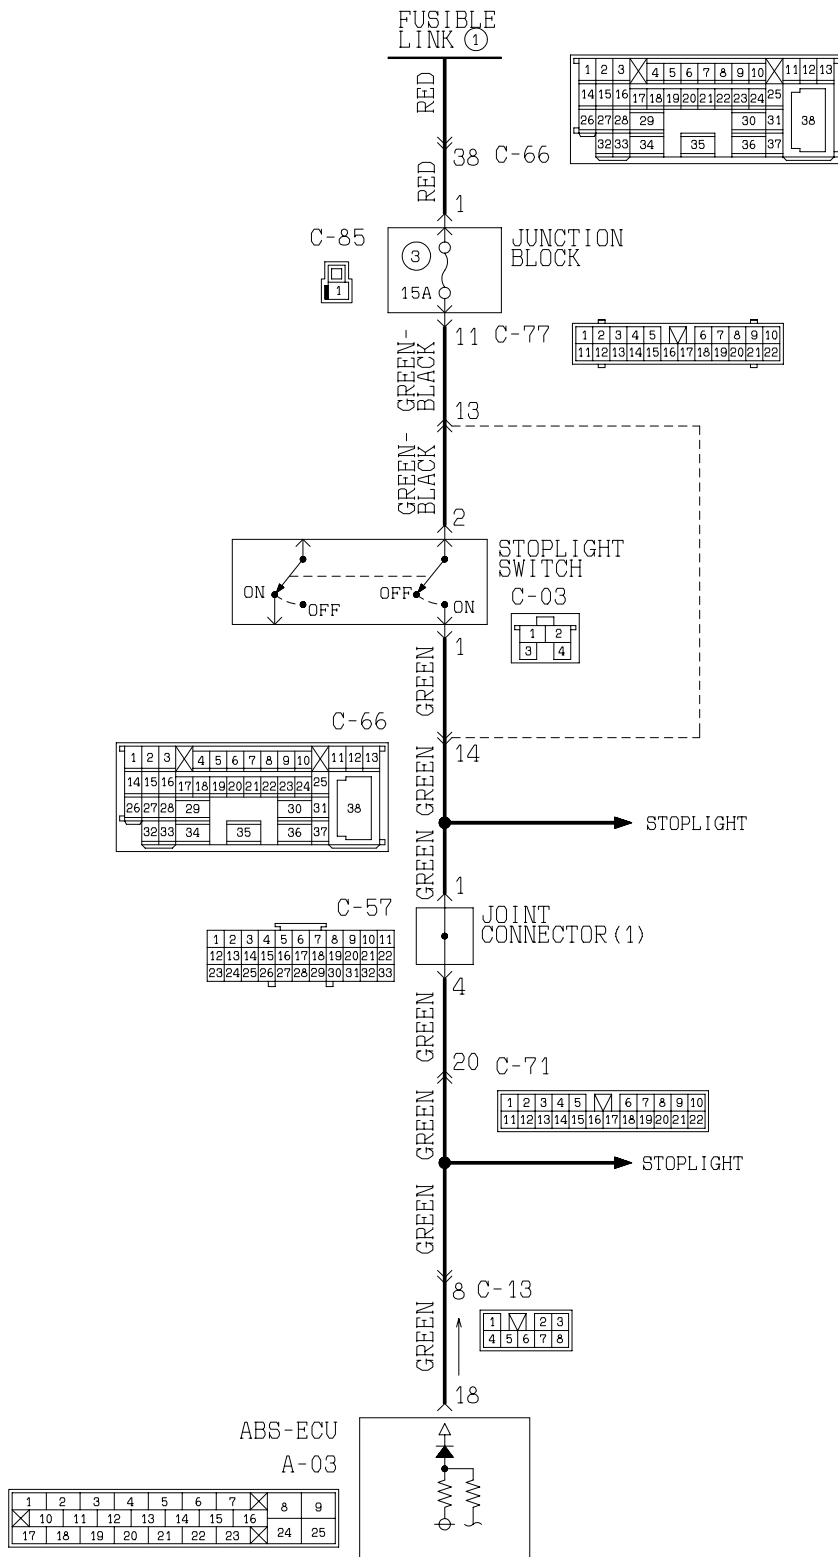 FUSIBLE
LINK ①
RED
1 2 3 4 5 6 7 8 9 10 11 12 13
14 15 16 17 18 19 20 21 22 23 24 25
26 27 28 29 30 31 38
32 33 34 35 36 37
38 C-66
RED
1
C-85
1
③
15A
JUNCTION
BLOCK
11 C-77
1 2 3 4 5 6 7 8 9 10
11 12 13 14 15 16 17 18 19 20 21 22
GREEN-
BLACK
13
GREEN-
BLACK
2
STOPLIGHT
SWITCH
ON
OFF
OFF
ON
C-03
1 2
3 4
1
GREEN
C-66
1 2 3 4 5 6 7 8 9 10 11 12 13
14 15 16 17 18 19 20 21 22 23 24 25
26 27 28 29 30 31 38
32 33 34 35 36 37
14
GREEN
STOPLIGHT
GREEN
1
C-57
1 2 3 4 5 6 7 8 9 10 11
12 13 14 15 16 17 18 19 20 21 22
23 24 25 26 27 28 29 30 31 32 33
JOINT
CONNECTOR(1)
4
GREEN
20 C-71
1 2 3 4 5 6 7 8 9 10
11 12 13 14 15 16 17 18 19 20 21 22
GREEN
STOPLIGHT
GREEN
8 C-13
1 2 3
4 5 6 7 8
GREEN
18
ABS-ECU
A-03
1 2 3 4 5 6 7 8 9
10 11 12 13 14 15 16
17 18 19 20 21 22 23 24 25